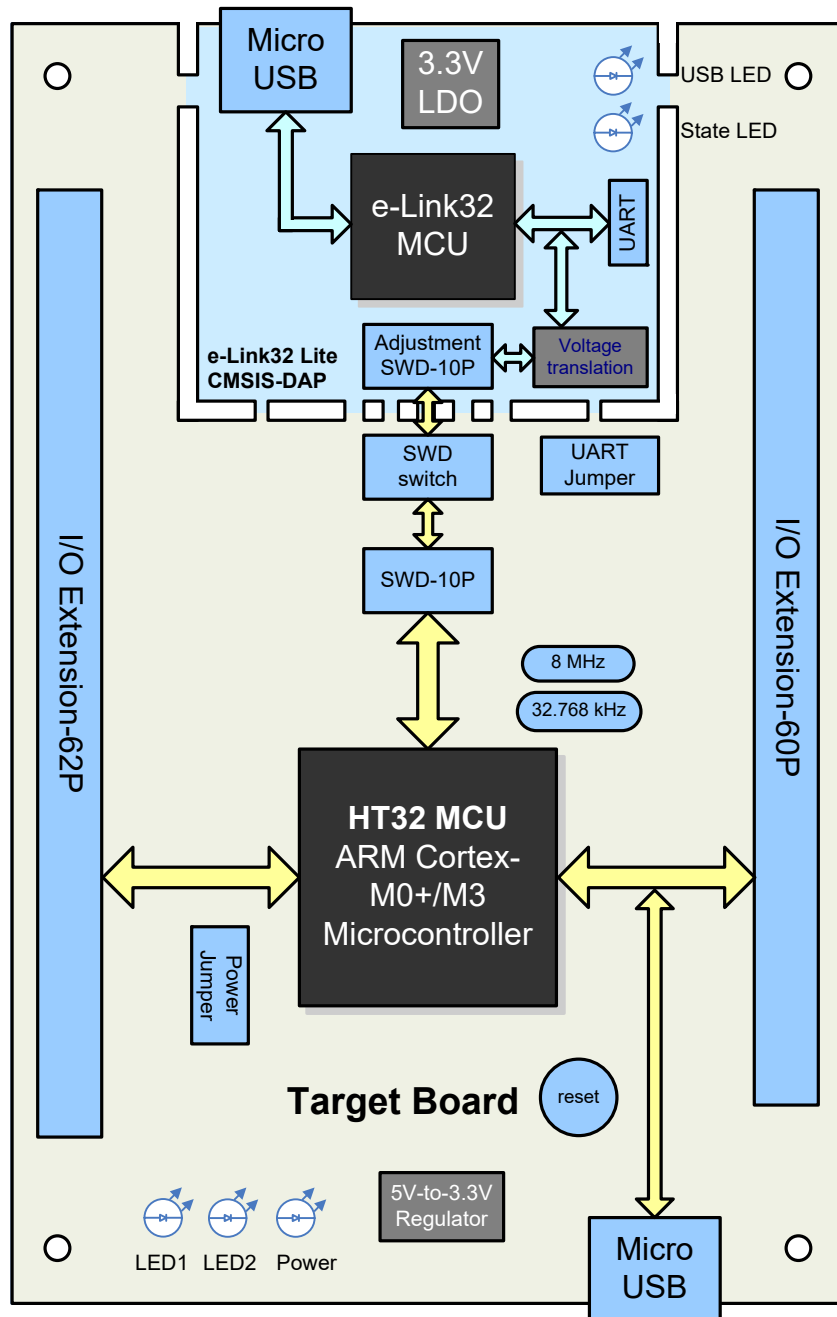 Micro
USB
3.3V
LDO
USB LED
State LED
e-Link32
MCU
UART
e-Link32 Lite
CMSIS-DAP
Adjustment
SWD-10P
Voltage
translation
SWD
switch
UART
Jumper
SWD-10P
I/O Extension-62P
I/O Extension-60P
8 MHz
32.768 kHz
HT32 MCU
ARM Cortex-
M0+/M3
Microcontroller
Power
Jumper
Target Board
reset
5V-to-3.3V
Regulator
LED1
LED2
Power
Micro
USB